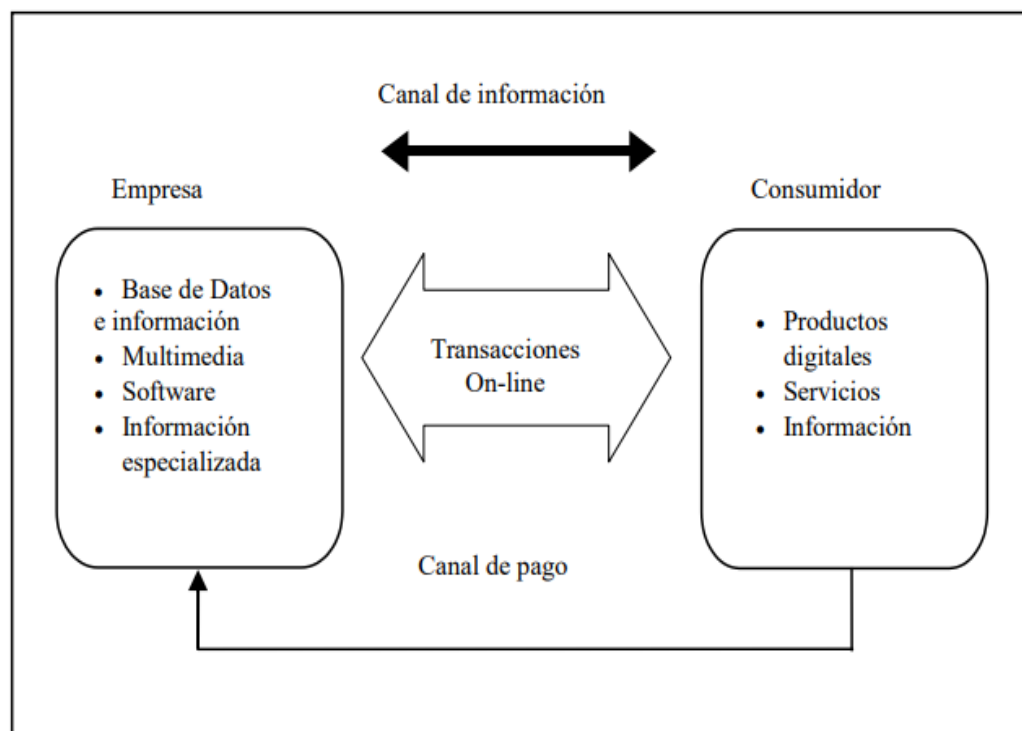 Canal de información
Empresa
Consumidor
• Base de Datos
e información
• Multimedia
• Software
• Información
especializada
Transacciones
On-line
• Productos
digitales
• Servicios
• Información
Canal de pago